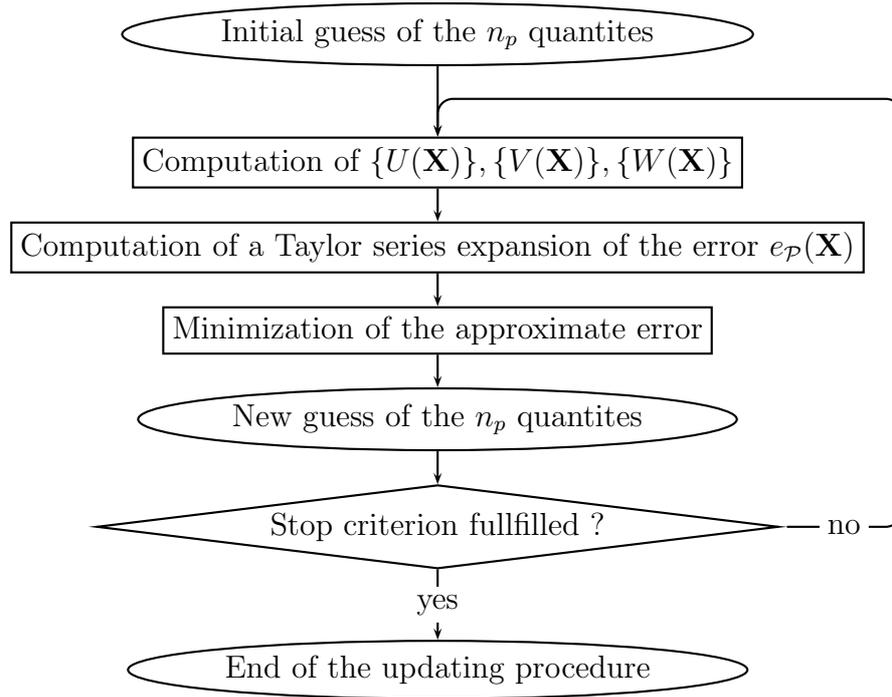 Initial guess of the $n_p$ quantites
Computation of $\{U(\mathbf{X})\}, \{V(\mathbf{X})\}, \{W(\mathbf{X})\}$
Computation of a Taylor series expansion of the error $e_{\mathcal{P}}(\mathbf{X})$
Minimization of the approximate error
New guess of the $n_p$ quantites
Stop criterion fullfilled ?
no
yes
End of the updating procedure